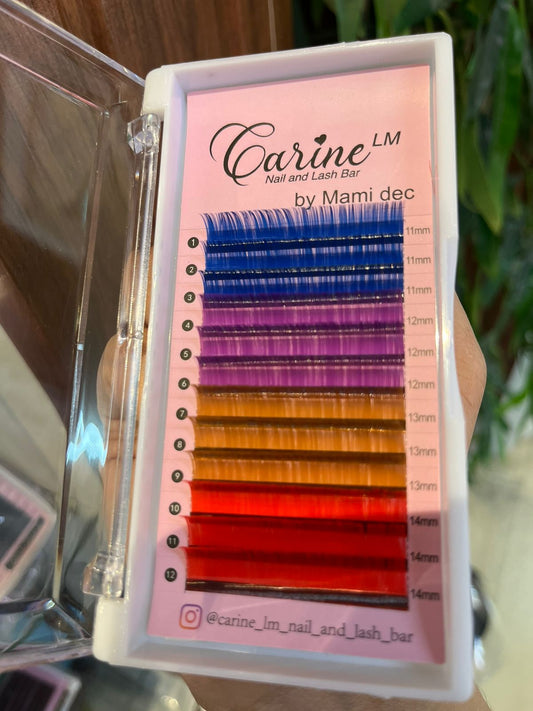 Carine LM
Nail and Lash Bar
by Mami dec
11mm
1
11mm
2
11mm
3
12mm
4
12mm
5
12mm
6
13mm
7
13mm
8
13mm
9
14mm
10
14mm
11
14mm
12
@carine_lm_nail_and_lash_bar